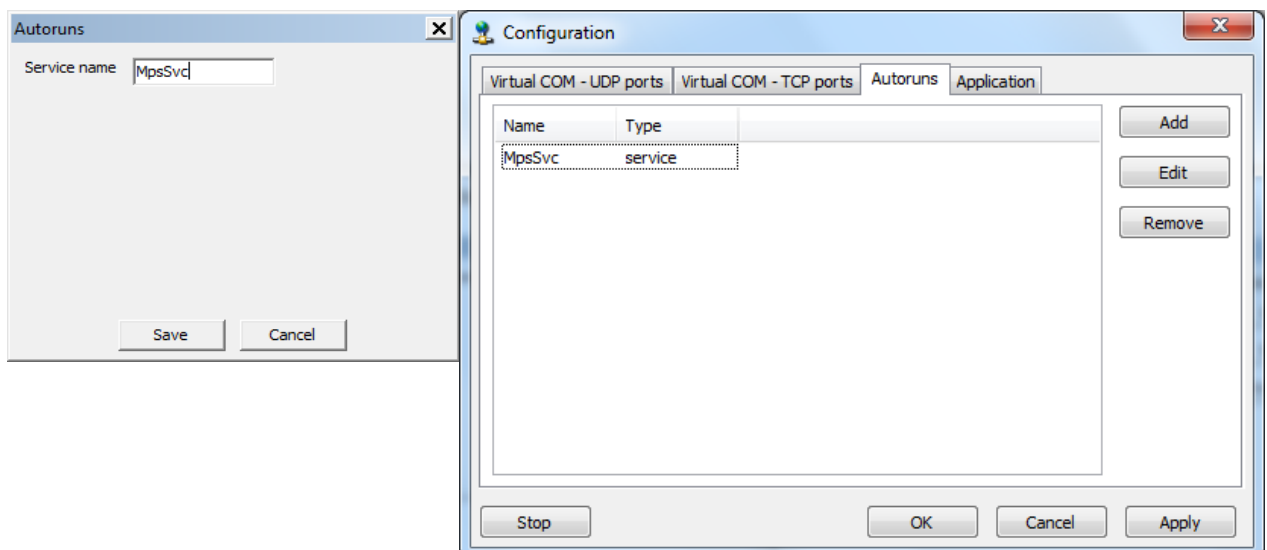 Autoruns
Service name MpsSvc
Save Cancel
Configuration
Virtual COM - UDP ports Virtual COM - TCP ports Autoruns Application
Name Type
MpsSvc service
Add
Edit
Remove
Stop OK Cancel Apply